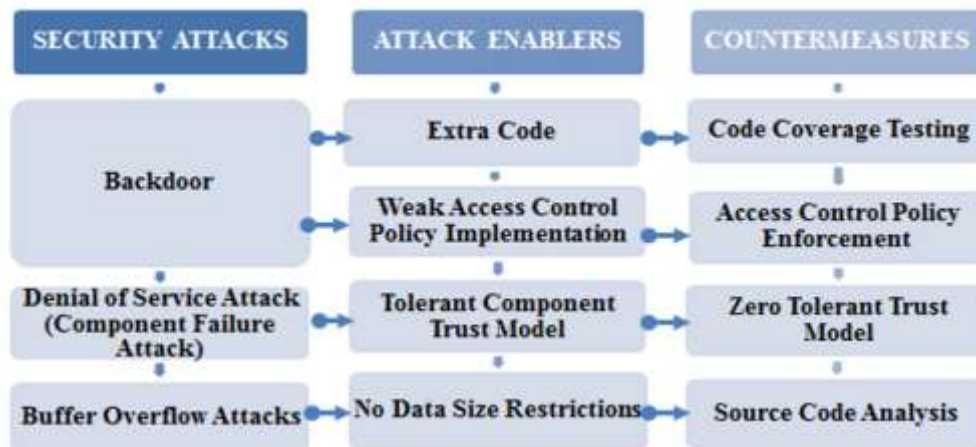 SECURITY ATTACKS
ATTACK ENABLERS
COUNTERMEASURES
Backdoor
Extra Code
Code Coverage Testing
Weak Access Control
Policy Implementation
Access Control Policy
Enforcement
Denial of Service Attack
(Component Failure
Attack)
Tolerant Component
Trust Model
Zero Tolerant Trust
Model
Buffer Overflow Attacks
No Data Size Restrictions
Source Code Analysis